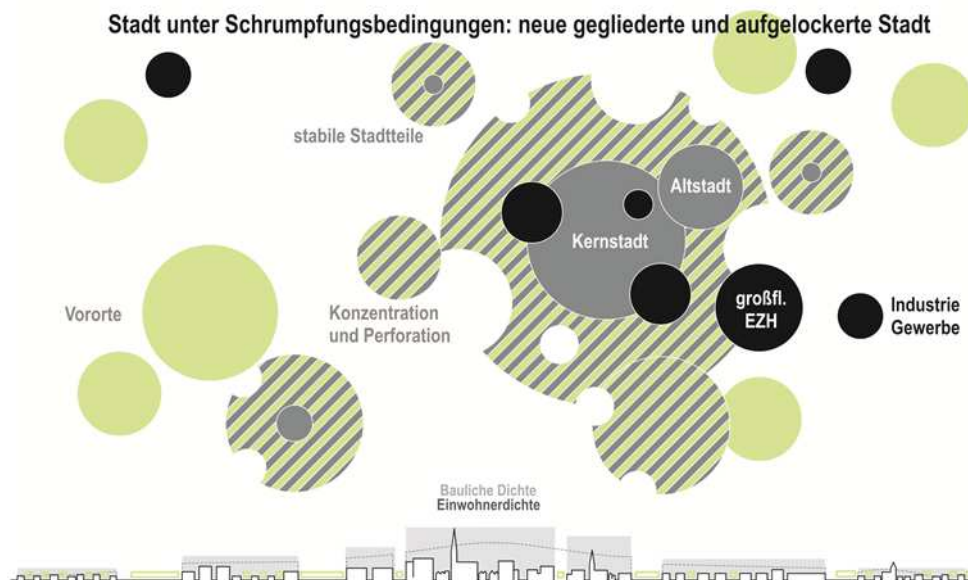 Stadt unter Schrumpfungsbedingungen: neue gegliederte und aufgelockerte Stadt
stabile Stadtteile
Altstadt
Kernstadt
Vororte
Konzentration
und Perforation
großfl.
EZH
Industrie
Gewerbe
Bauliche Dichte
Einwohnerdichte